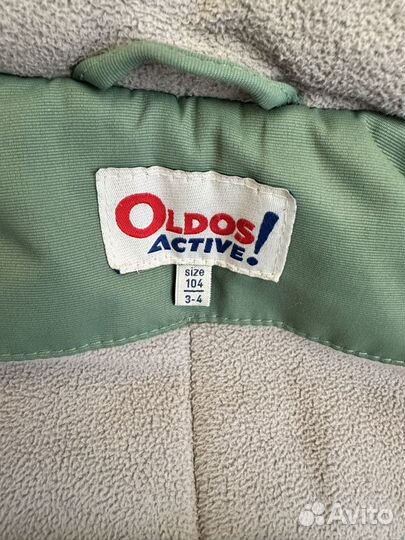 OLDOS
ACTIVE!
size
104
3-4
Avito